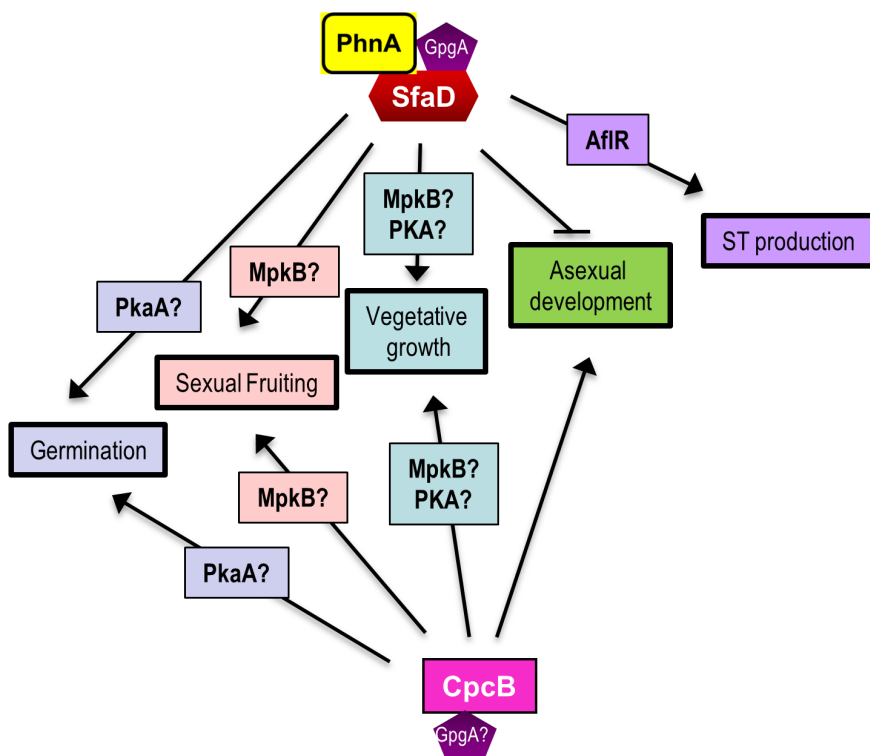 PhnA
GpgA
SfaD
AflR
MpkB?
PKA?
ST production
Asexual
development
MpkB?
PkaA?
Vegetative
growth
Sexual Fruiting
Germination
MpkB?
PKA?
MpkB?
PkaA?
CpcB
GpgA?